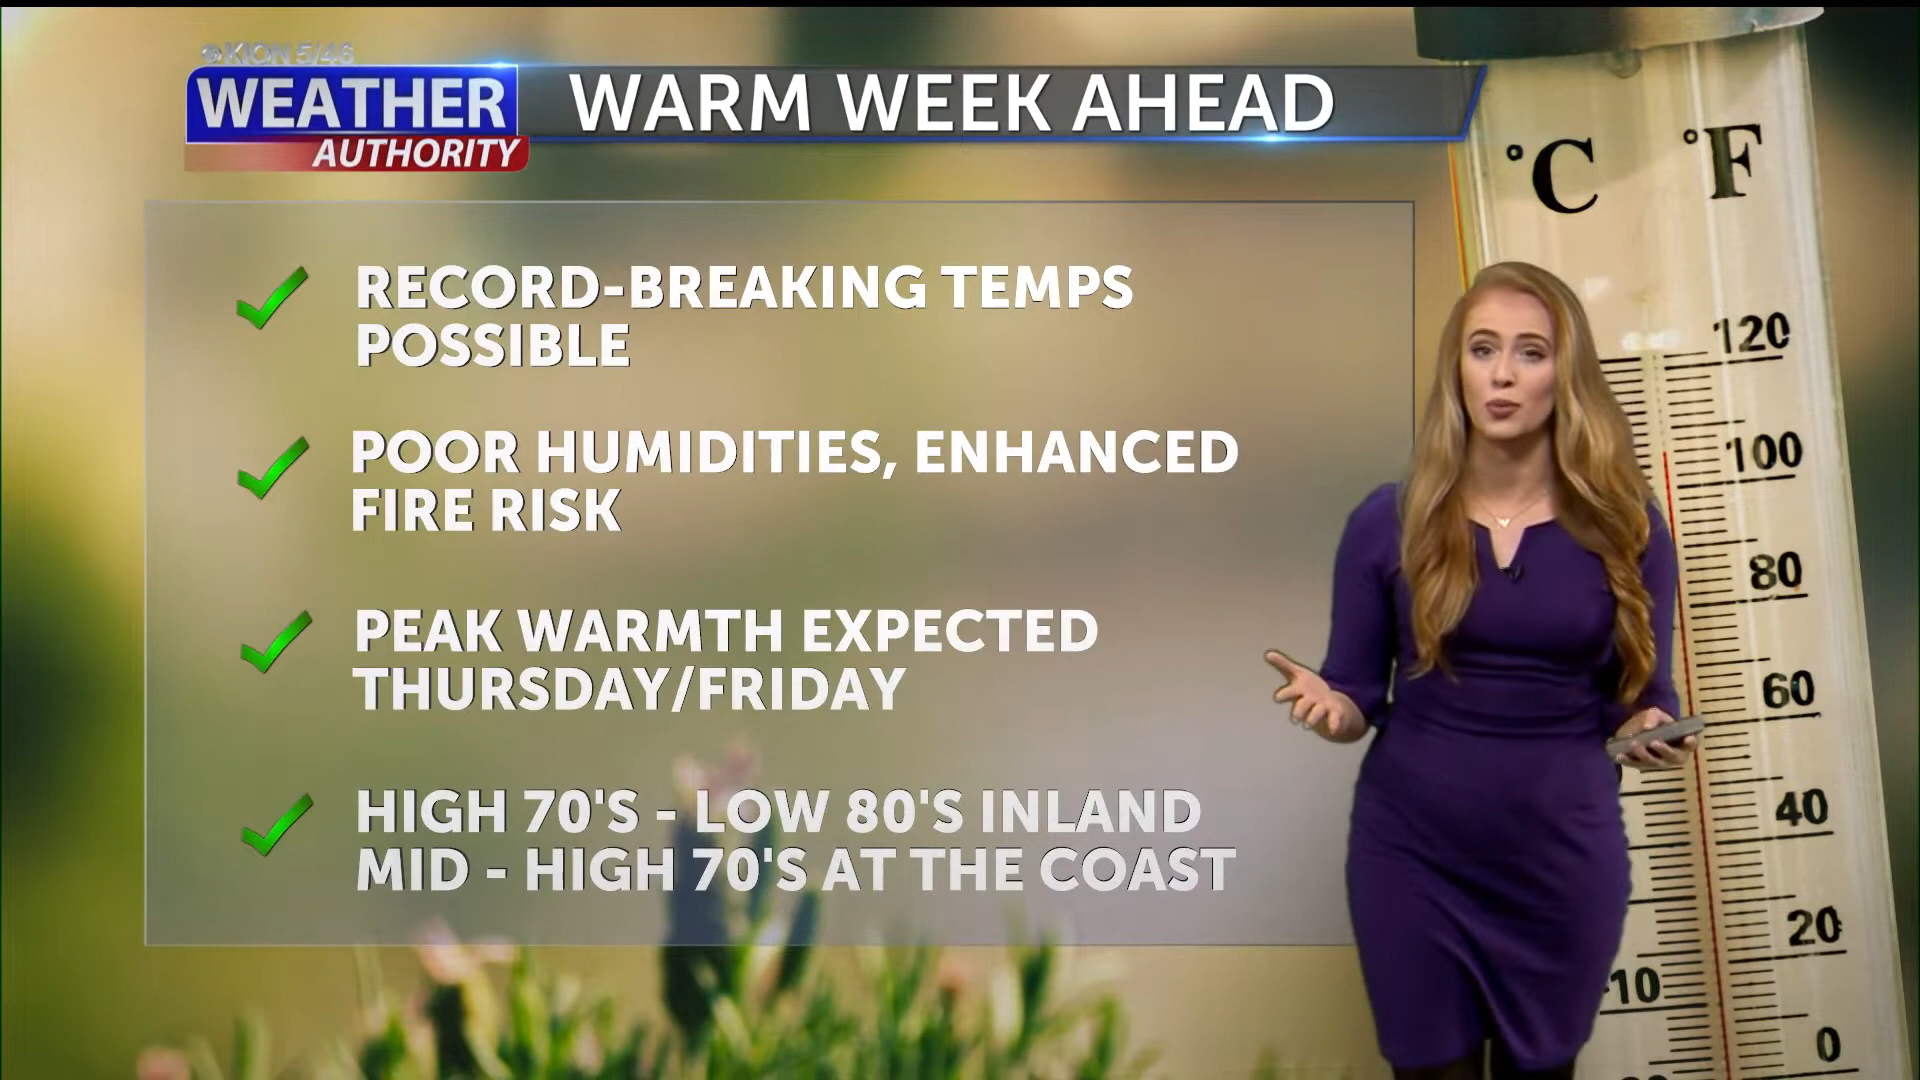 KION 5/46
WEATHER
AUTHORITY
WARM WEEK AHEAD
RECORD-BREAKING TEMPS
POSSIBLE
POOR HUMIDITIES, ENHANCED
FIRE RISK
PEAK WARMTH EXPECTED
THURSDAY/FRIDAY
HIGH 70'S - LOW 80'S INLAND
MID - HIGH 70'S AT THE COAST
°C °F
120
100
80
60
40
20
10
0